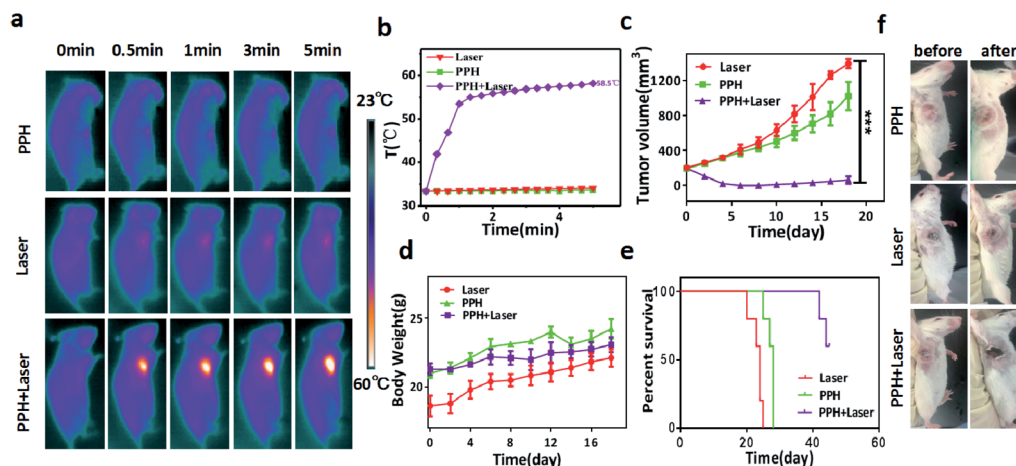 a
0min 0.5min 1min 3min 5min
PPH
Laser
PPH+Laser
23℃
60℃
b
Laser
PPH
PPH+Laser
58.5℃
T(℃)
60
50
40
30
0 2 4
Time(min)
c
Laser
PPH
PPH+Laser
Tumor volume(mm³)
1200
800
400
0
0 5 10 15 20
Time(day)
***
d
Laser
PPH
PPH+Laser
Body Weight(g)
25
20
0 4 8 12 16
Time(day)
e
Percent survival
100
50
0
0 20 40 60
Laser
PPH
PPH+Laser
Time(day)
f
before after
PPH
Laser
PPH+Laser